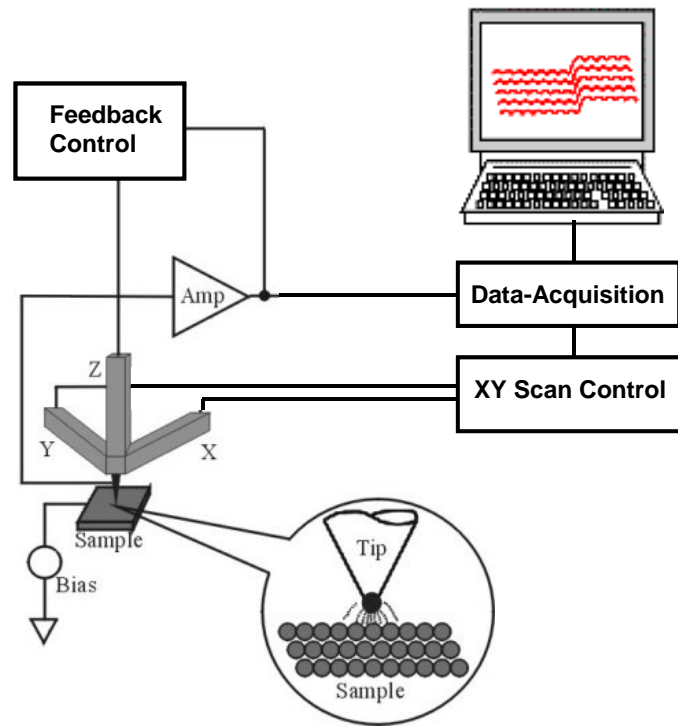 Feedback
Control
Amp
Data-Acquisition
Z
XY Scan Control
Y
X
Sample
Bias
Tip
Sample